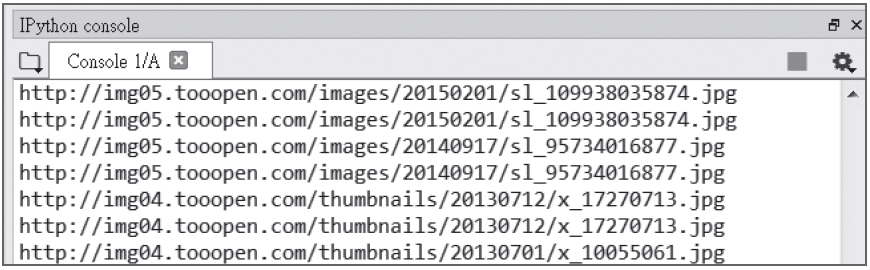 IPython console
Console 1/A
http://img05.tooopen.com/images/20150201/sl_109938035874.jpg
http://img05.tooopen.com/images/20150201/sl_109938035874.jpg
http://img05.tooopen.com/images/20140917/sl_95734016877.jpg
http://img05.tooopen.com/images/20140917/sl_95734016877.jpg
http://img04.tooopen.com/thumbnails/20130712/x_17270713.jpg
http://img04.tooopen.com/thumbnails/20130712/x_17270713.jpg
http://img04.tooopen.com/thumbnails/20130701/x_10055061.jpg